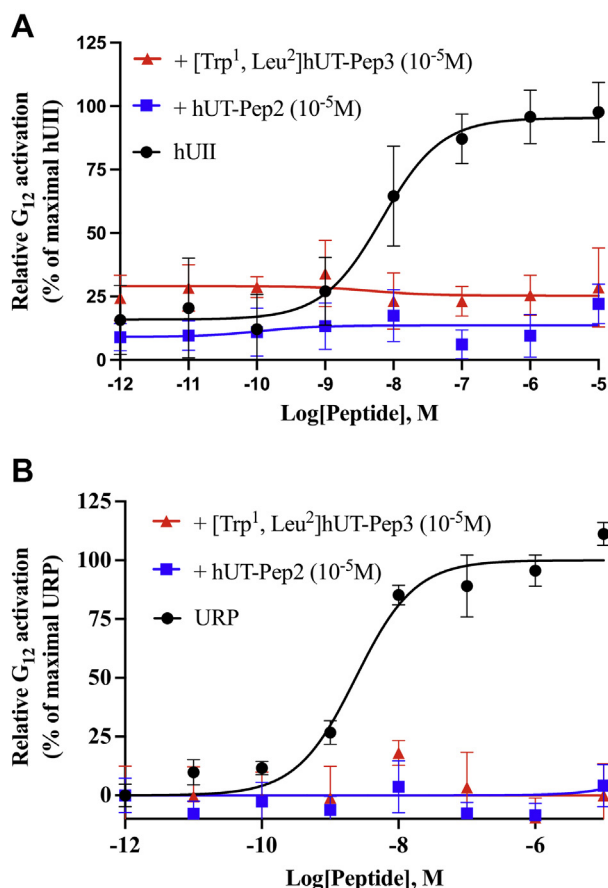 A
+ [Trp1, Leu2]hUT-Pep3 (10-5M)
+ hUT-Pep2 (10-5M)
hUII
Relative G12 activation
(% of maximal hUII)
125
100
75
50
25
0
-12 -11 -10 -9 -8 -7 -6 -5
Log[Peptide], M
B
+ [Trp1, Leu2]hUT-Pep3 (10-5M)
+ hUT-Pep2 (10-5M)
URP
Relative G12 activation
(% of maximal URP)
125
100
75
50
25
0
-12 -10 -8 -6
Log[Peptide], M